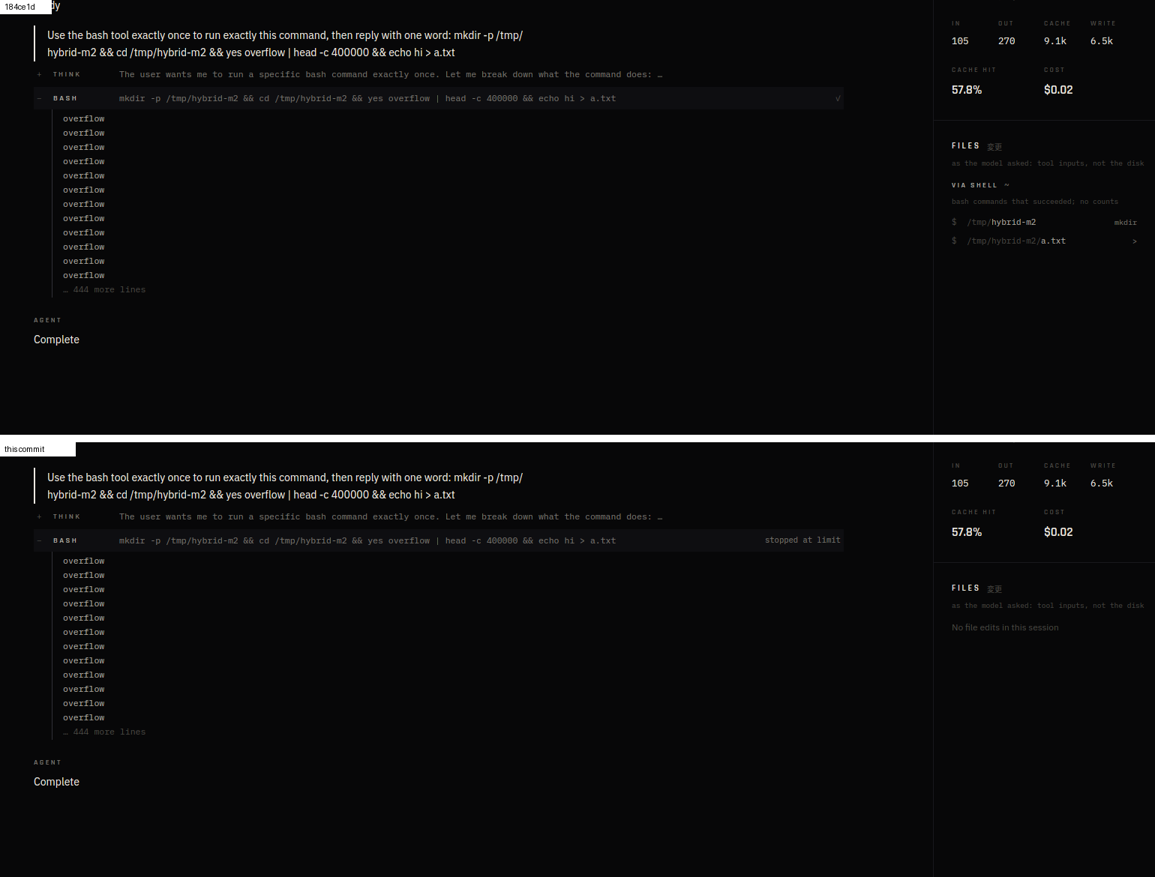 184ce1d
dy
Use the bash tool exactly once to run exactly this command, then reply with one word: mkdir -p /tmp/
hybrid-m2 && cd /tmp/hybrid-m2 && yes overflow | head -c 400000 && echo hi > a.txt
+ THINK The user wants me to run a specific bash command exactly once. Let me break down what the command does: …
− BASH mkdir -p /tmp/hybrid-m2 && cd /tmp/hybrid-m2 && yes overflow | head -c 400000 && echo hi > a.txt √
overflow
overflow
overflow
overflow
overflow
overflow
overflow
overflow
overflow
overflow
overflow
overflow
… 444 more lines
AGENT
Complete
IN OUT CACHE WRITE
105 270 9.1k 6.5k
CACHE HIT COST
57.8% $0.02
FILES 変更
as the model asked; tool inputs, not the disk
VIA SHELL ~
bash commands that succeeded; no counts
$ /tmp/hybrid-m2 mkdir
$ /tmp/hybrid-m2/a.txt >
this commit
Use the bash tool exactly once to run exactly this command, then reply with one word: mkdir -p /tmp/
hybrid-m2 && cd /tmp/hybrid-m2 && yes overflow | head -c 400000 && echo hi > a.txt
+ THINK The user wants me to run a specific bash command exactly once. Let me break down what the command does: …
− BASH mkdir -p /tmp/hybrid-m2 && cd /tmp/hybrid-m2 && yes overflow | head -c 400000 && echo hi > a.txt stopped at limit
overflow
overflow
overflow
overflow
overflow
overflow
overflow
overflow
overflow
overflow
overflow
overflow
… 444 more lines
AGENT
Complete
IN OUT CACHE WRITE
105 270 9.1k 6.5k
CACHE HIT COST
57.8% $0.02
FILES 変更
as the model asked; tool inputs, not the disk
No file edits in this session